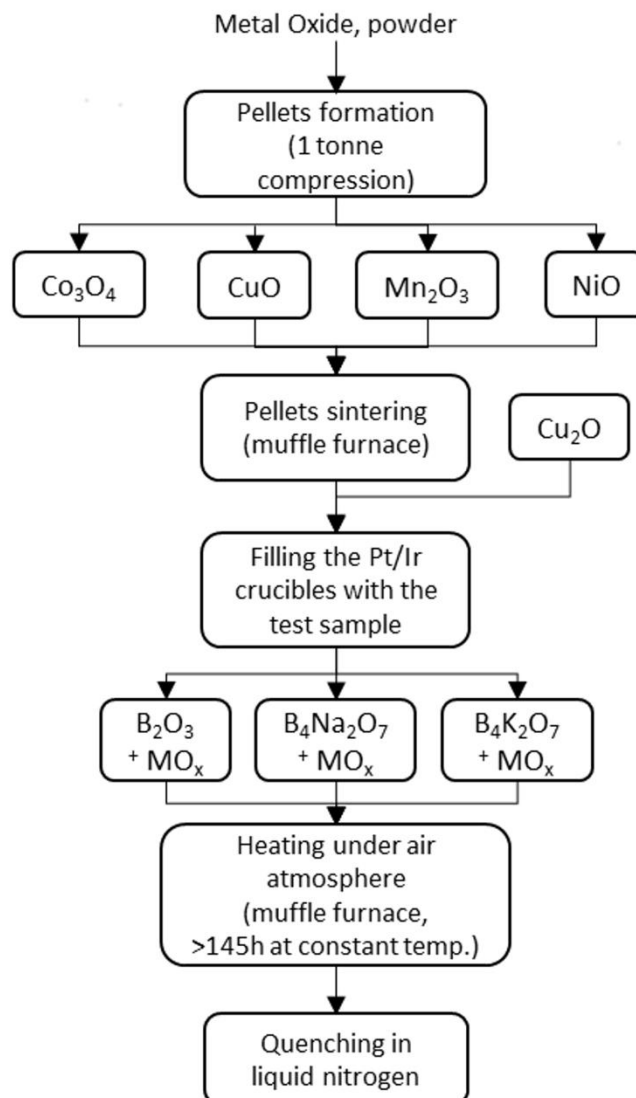 Metal Oxide, powder
Pellets formation
(1 tonne
compression)
Co₃O₄
CuO
Mn₂O₃
NiO
Pellets sintering
(muffle furnace)
Cu₂O
Filling the Pt/Ir
crucibles with the
test sample
B₂O₃
+ MOₓ
B₄Na₂O₇
+ MOₓ
B₄K₂O₇
+ MOₓ
Heating under air
atmosphere
(muffle furnace,
>145h at constant temp.)
Quenching in
liquid nitrogen